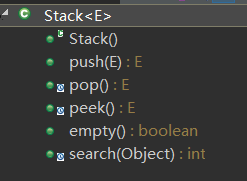 Stack<E>
Stack()
push(E) : E
pop() : E
peek() : E
empty() : boolean
search(Object) : int